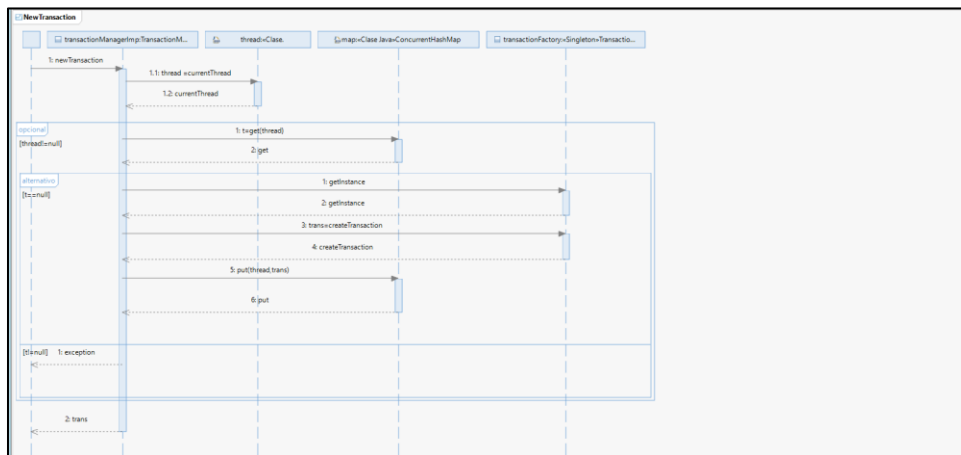 NewTransaction
transactionManagerImp:TransactionM...
thread:«Clase.
map:«Clase Java»ConcurrentHashMap
transactionFactory:«Singleton»Transactio...
1: newTransaction
1.1: thread =currentThread
1.2: currentThread
opcional
[thread!=null]
1: t=get(thread)
2: get
alternativo
[t==null]
1: getInstance
2: getInstance
3: trans=createTransaction
4: createTransaction
5: put(thread,trans)
6: put
[t!=null]
1: exception
2: trans